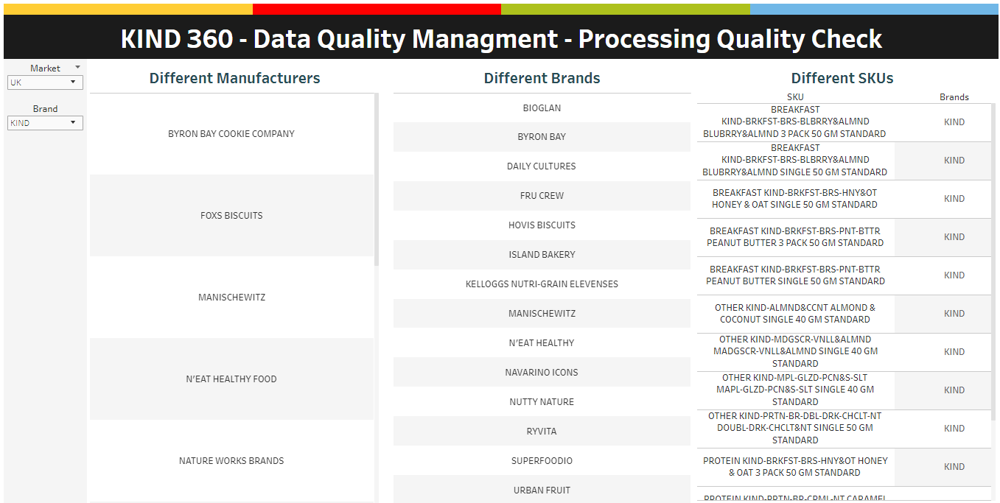 KIND 360 - Data Quality Managment - Processing Quality Check
Market
UK
Brand
KIND
Different Manufacturers
BYRON BAY COOKIE COMPANY
FOXS BISCUITS
MANISCHEWITZ
N'EAT HEALTHY FOOD
NATURE WORKS BRANDS
Different Brands
BIOGLAN
BYRON BAY
DAILY CULTURES
FRU CREW
HOVIS BISCUITS
ISLAND BAKERY
KELLOGGS NUTRI-GRAIN ELEVENSES
MANISCHEWITZ
N'EAT HEALTHY
NAVARINO ICONS
NUTTY NATURE
RYVITA
SUPERFOODIO
URBAN FRUIT
Different SKUs
SKU Brands
BREAKFAST
KIND-BRKFST-BRS-BLBRRY&ALMND
BLUBRRY&ALMND 3 PACK 50 GM STANDARD
KIND
BREAKFAST
KIND-BRKFST-BRS-BLBRRY&ALMND
BLUBRRY&ALMND SINGLE 50 GM STANDARD
KIND
BREAKFAST KIND-BRKFST-BRS-HNY&OT
HONEY & OAT SINGLE 50 GM STANDARD
KIND
BREAKFAST KIND-BRKFST-BRS-PNT-BTTR
PEANUT BUTTER 3 PACK 50 GM STANDARD
KIND
BREAKFAST KIND-BRKFST-BRS-PNT-BTTR
PEANUT BUTTER SINGLE 50 GM STANDARD
KIND
OTHER KIND-ALMND&CCNT ALMOND &
COCONUT SINGLE 40 GM STANDARD
KIND
OTHER KIND-MDGSCR-VNLL&ALMND
MADGSCR-VNLL&ALMND SINGLE 40 GM
STANDARD
KIND
OTHER KIND-MPL-GLZD-PCN&S-SLT
MAPL-GLZD-PCN&S-SLT SINGLE 40 GM
STANDARD
KIND
OTHER KIND-PRTN-BR-DBL-DRK-CHCLT-NT
DOUBL-DRK-CHCLT&NT SINGLE 50 GM
STANDARD
KIND
PROTEIN KIND-BRKFST-BRS-HNY&OT HONEY
& OAT 3 PACK 50 GM STANDARD
KIND
PROTEIN KIND-PRTN-BR-CRML-NT CARAMEL